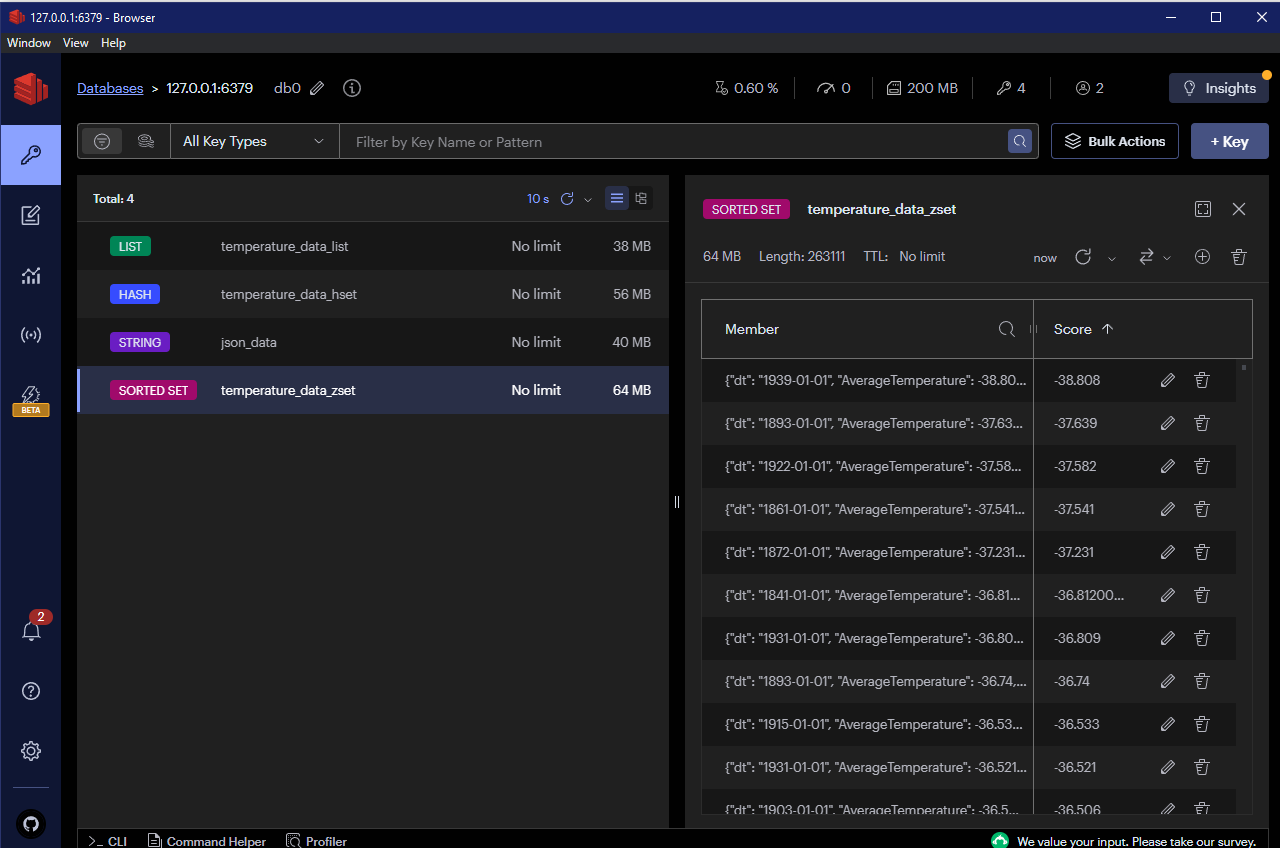 127.0.0.1:6379 - Browser
Window View Help
Databases > 127.0.0.1:6379 db0 0.60 % 0 200 MB 4 2 Insights
All Key Types Filter by Key Name or Pattern Bulk Actions + Key
Total: 4 10 s
LIST temperature_data_list No limit 38 MB
HASH temperature_data_hset No limit 56 MB
STRING json_data No limit 40 MB
SORTED SET temperature_data_zset No limit 64 MB
BETA
2
SORTED SET temperature_data_zset
64 MB Length: 263111 TTL: No limit now
Member Score
{"dt": "1939-01-01", "AverageTemperature": -38.80... -38.808
{"dt": "1893-01-01", "AverageTemperature": -37.63... -37.639
{"dt": "1922-01-01", "AverageTemperature": -37.58... -37.582
{"dt": "1861-01-01", "AverageTemperature": -37.541... -37.541
{"dt": "1872-01-01", "AverageTemperature": -37.231... -37.231
{"dt": "1841-01-01", "AverageTemperature": -36.81... -36.81200...
{"dt": "1931-01-01", "AverageTemperature": -36.80... -36.809
{"dt": "1893-01-01", "AverageTemperature": -36.74,... -36.74
{"dt": "1915-01-01", "AverageTemperature": -36.53... -36.533
{"dt": "1931-01-01", "AverageTemperature": -36.521... -36.521
{"dt": "1903-01-01", "AverageTemperature": -36.5... -36.506
>_ CLI Command Helper Profiler We value your input. Please take our survey.